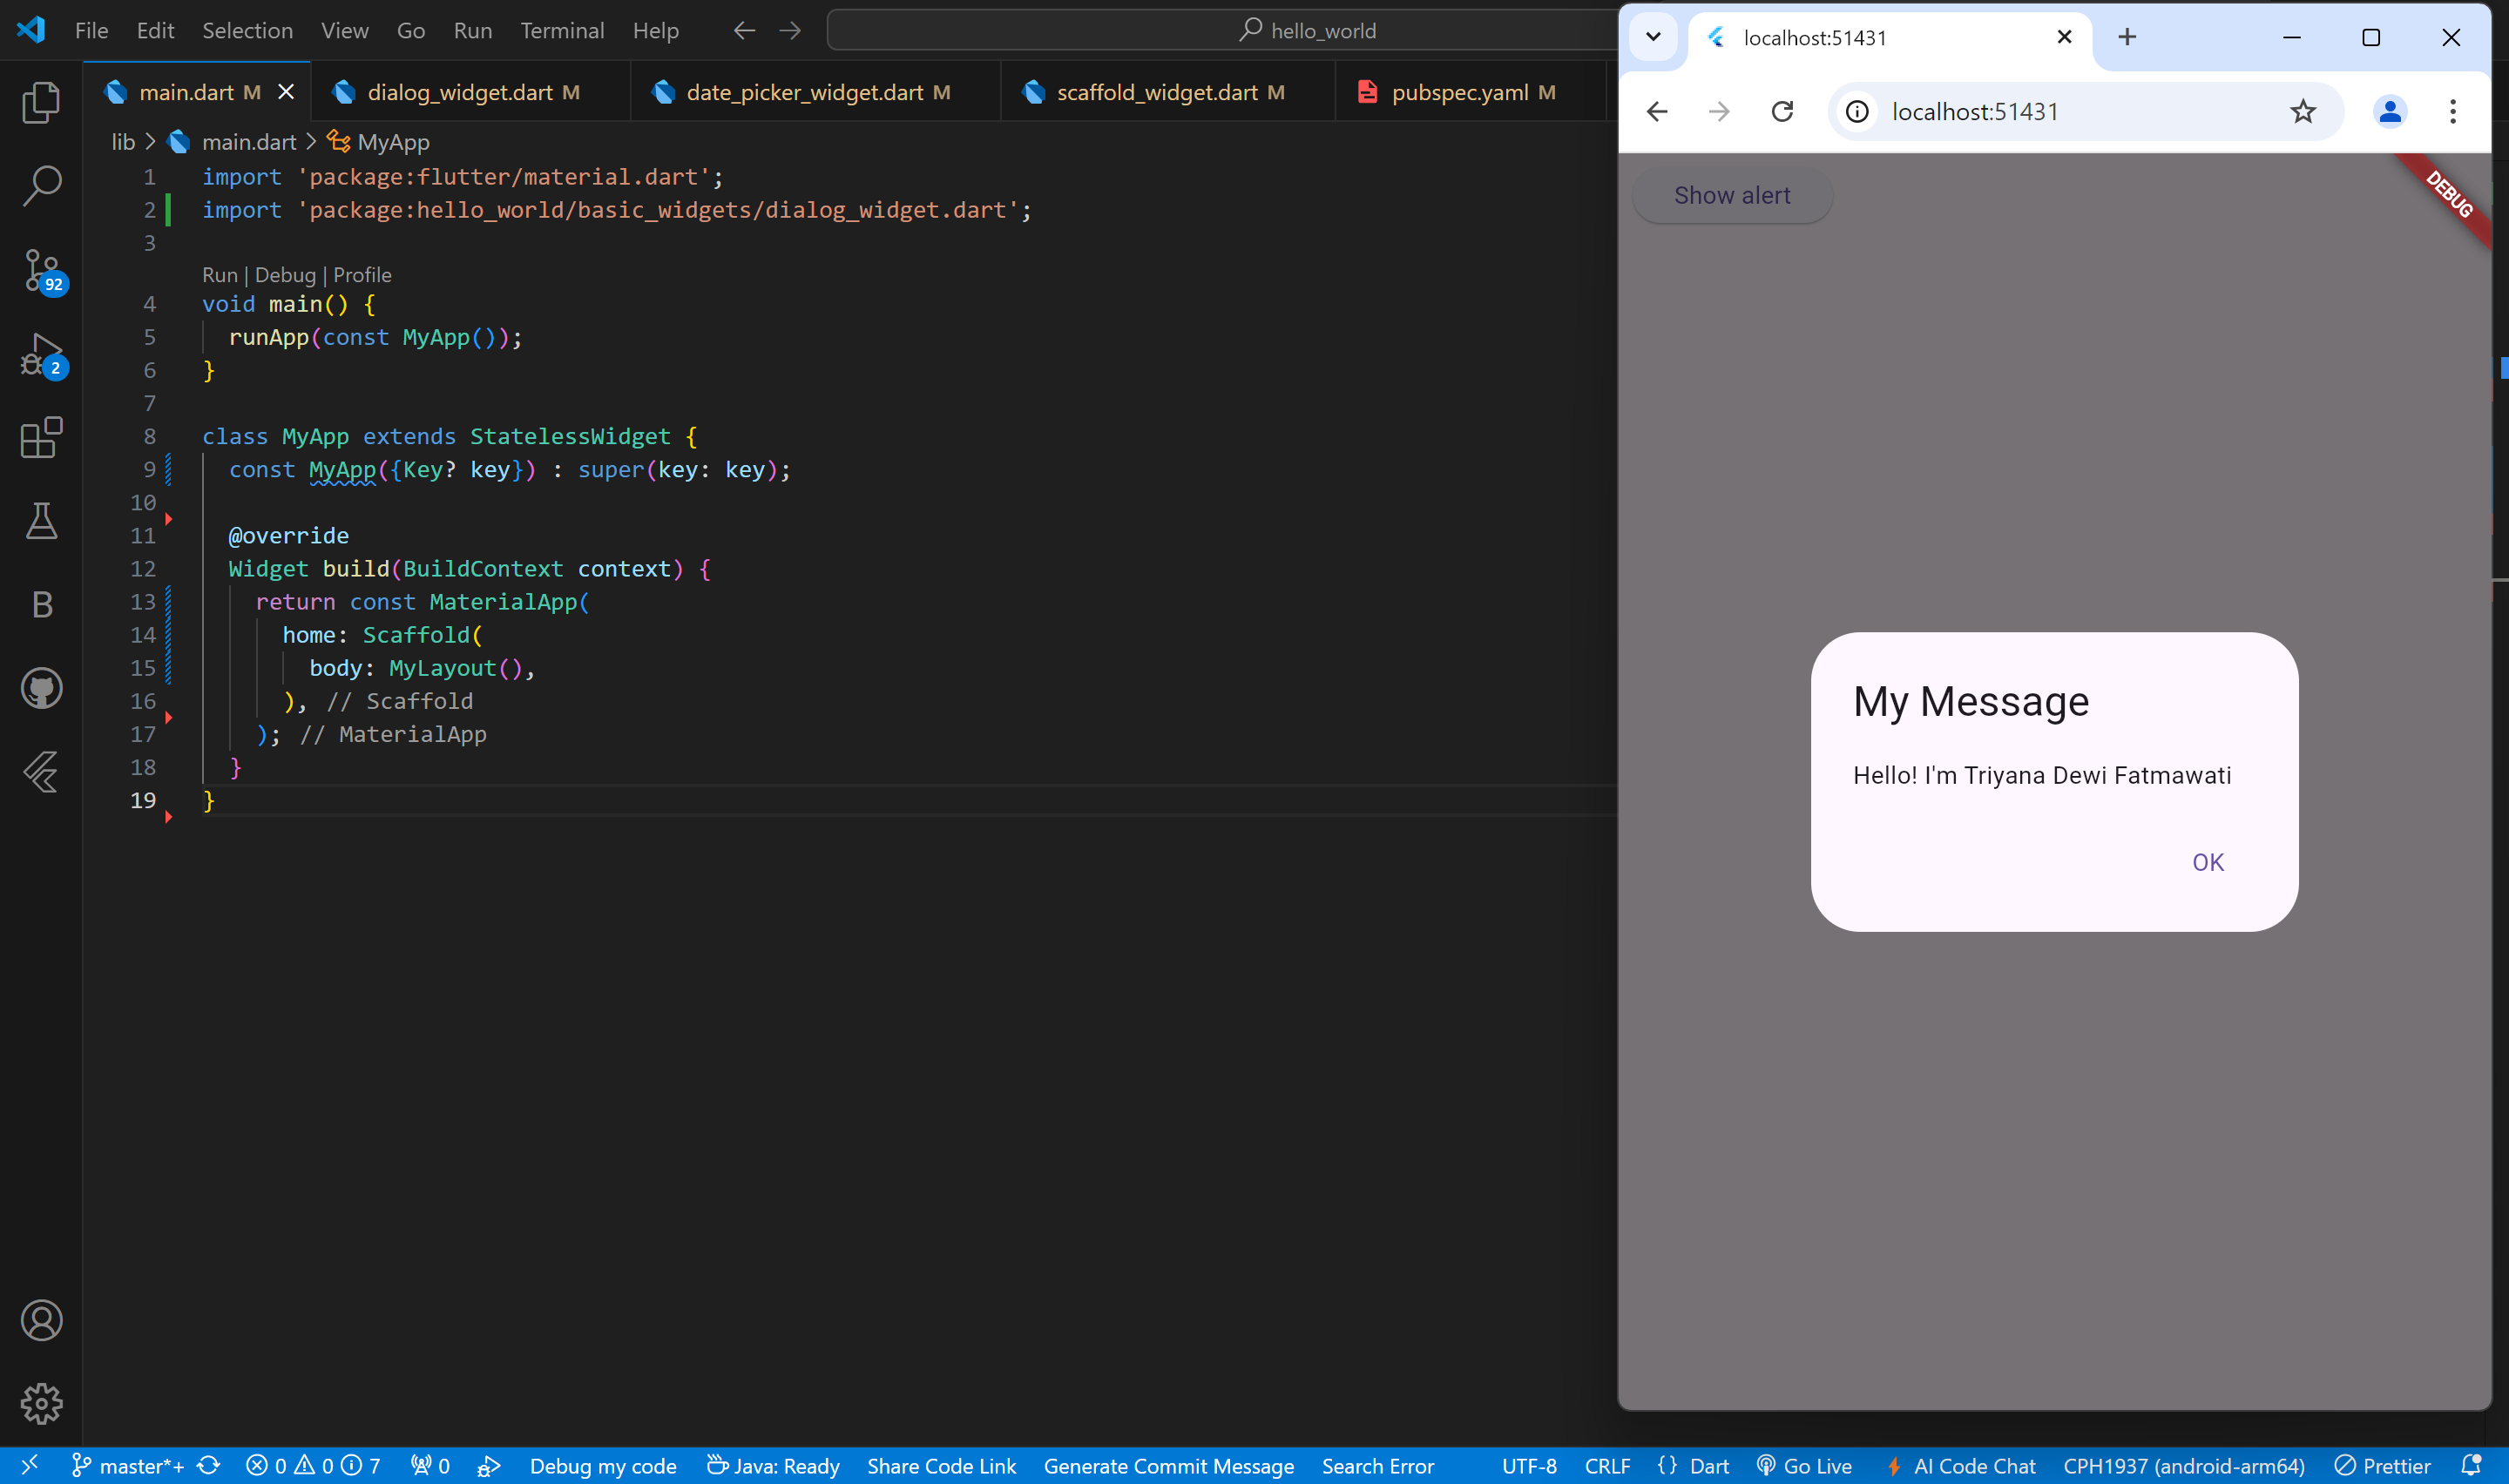 File Edit Selection View Go Run Terminal Help
hello_world
main.dart M
dialog_widget.dart M
date_picker_widget.dart M
scaffold_widget.dart M
pubspec.yaml M
lib > main.dart > MyApp
1 import 'package:flutter/material.dart';
2 import 'package:hello_world/basic_widgets/dialog_widget.dart';
3
Run | Debug | Profile
4 void main() {
5 runApp(const MyApp());
6 }
7
8 class MyApp extends StatelessWidget {
9 const MyApp({Key? key}) : super(key: key);
10
11 @override
12 Widget build(BuildContext context) {
13 return const MaterialApp(
14 home: Scaffold(
15 body: MyLayout(),
16 ), // Scaffold
17 ); // MaterialApp
18 }
19 }
92
2
B
localhost:51431
localhost:51431
Show alert
DEBUG
My Message
Hello! I'm Triyana Dewi Fatmawati
OK
master*+ 0 0 7 0 Debug my code Java: Ready Share Code Link Generate Commit Message Search Error UTF-8 CRLF {} Dart Go Live AI Code Chat CPH1937 (android-arm64) Prettier